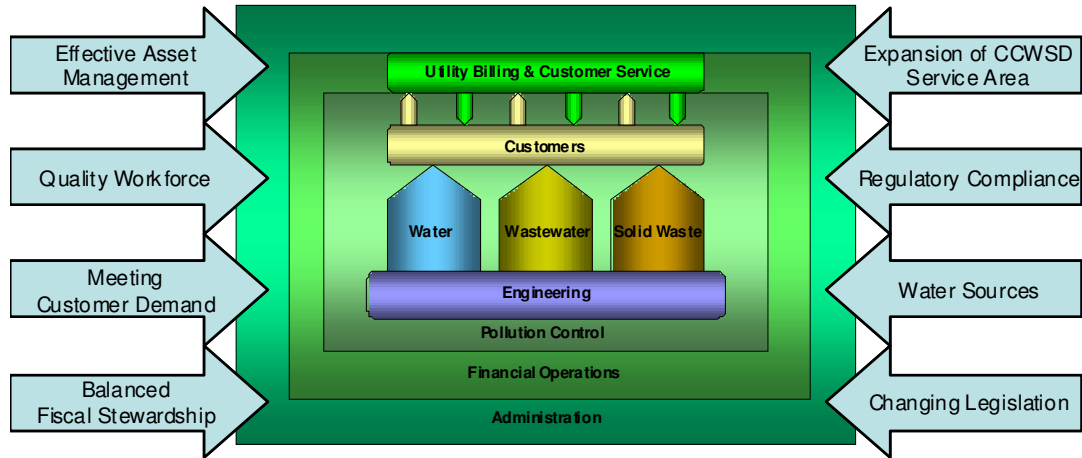 Effective Asset
Management
Quality Workforce
Meeting
Customer Demand
Balanced
Fiscal Stewardship
Utility Billing & Customer Service
Customers
Water
Wastewater
Solid Waste
Engineering
Pollution Control
Financial Operations
Administration
Expansion of CCWSD
Service Area
Regulatory Compliance
Water Sources
Changing Legislation